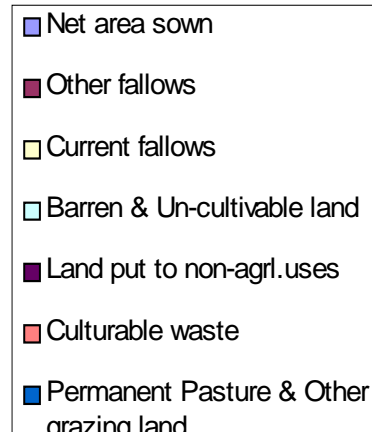 Net area sown
Other fallows
Current fallows
Barren & Un-cultivable land
Land put to non-agrl.uses
Culturable waste
Permanent Pasture & Other
grazing land